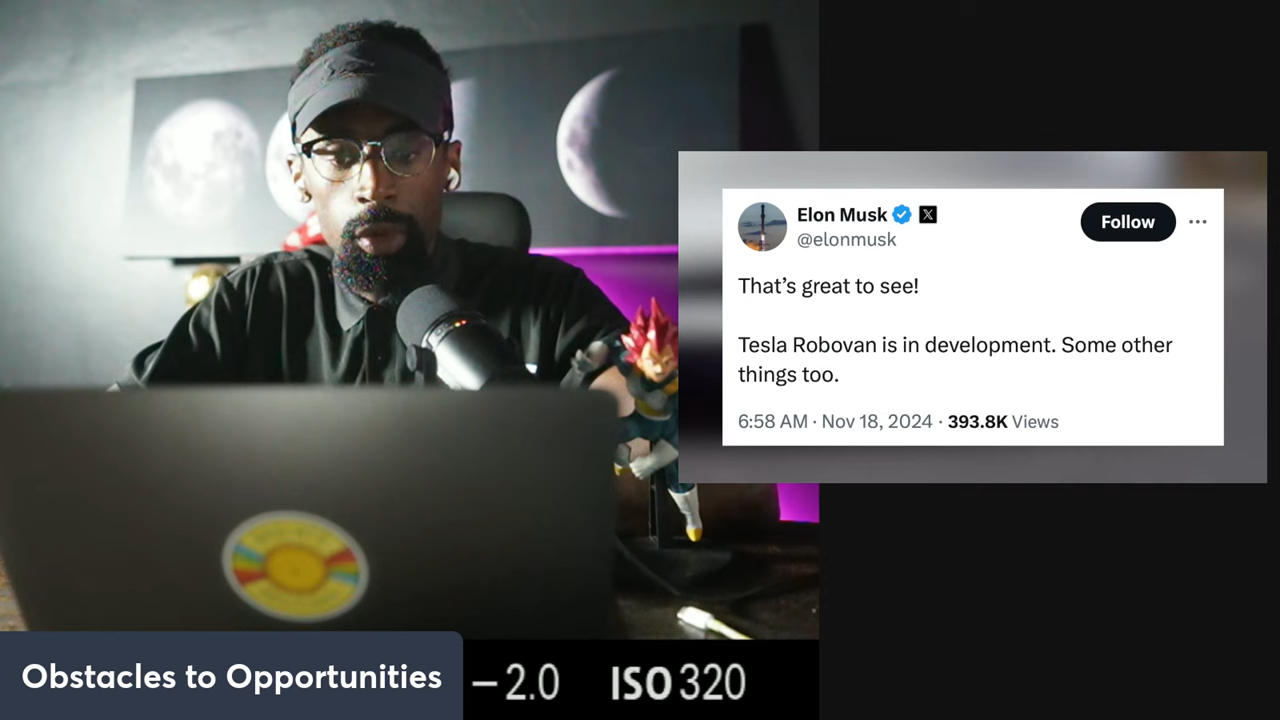 Elon Musk
@elonmusk
Follow
That's great to see!
Tesla Robovan is in development. Some other
things too.
6:58 AM · Nov 18, 2024 · 393.8K Views
Obstacles to Opportunities
– 2.0 ISO 320